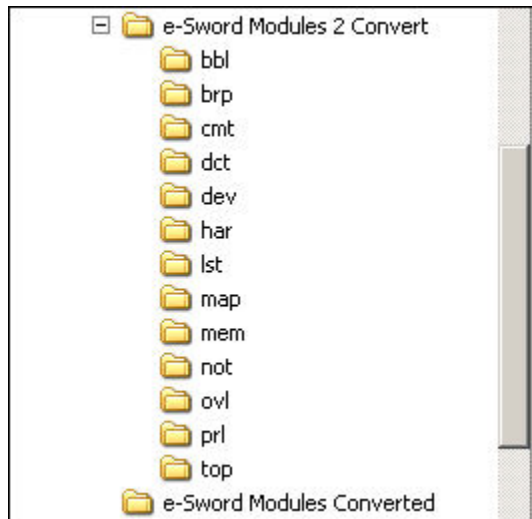 e-Sword Modules 2 Convert
bbl
brp
cmt
dct
dev
har
lst
map
mem
not
ovl
prl
top
e-Sword Modules Converted